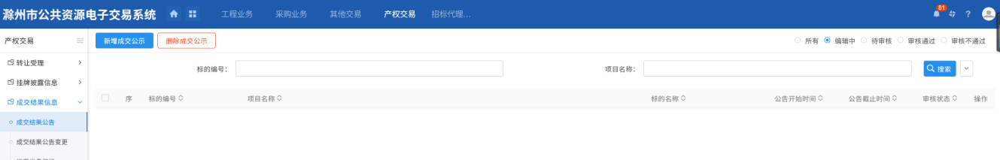 滁州市公共资源电子交易系统 工程业务 采购业务 其他交易 产权交易 招标代理... 81 ?
产权交易
新增成交公示 删除成交公示 所有 编辑中 待审核 审核通过 审核不通过
转让受理
标的编号: 项目名称: 搜索
挂牌披露信息
成交结果信息
序 标的编号 项目名称 标的名称 公告开始时间 公告截止时间 审核状态 操作
成交结果公告
成交结果公告变更